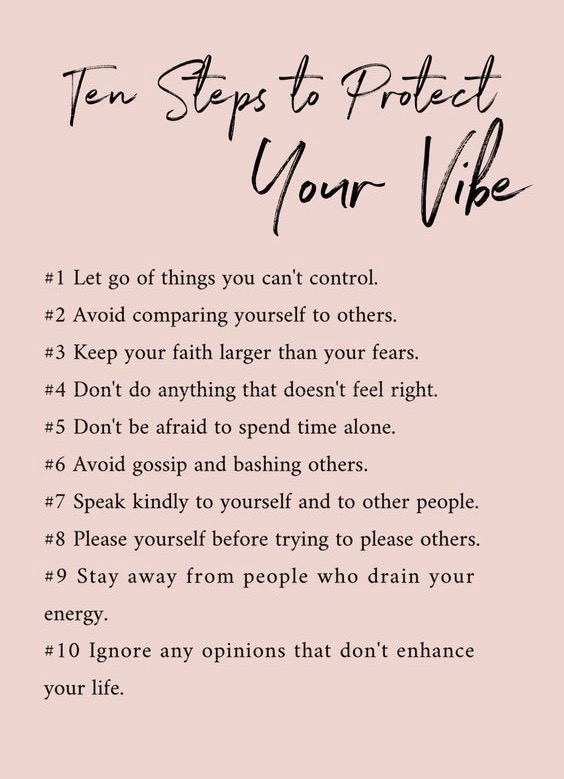 Ten Steps to Protect
Your Vibe
#1 Let go of things you can't control.
#2 Avoid comparing yourself to others.
#3 Keep your faith larger than your fears.
#4 Don't do anything that doesn't feel right.
#5 Don't be afraid to spend time alone.
#6 Avoid gossip and bashing others.
#7 Speak kindly to yourself and to other people.
#8 Please yourself before trying to please others.
#9 Stay away from people who drain your
energy.
#10 Ignore any opinions that don't enhance
your life.